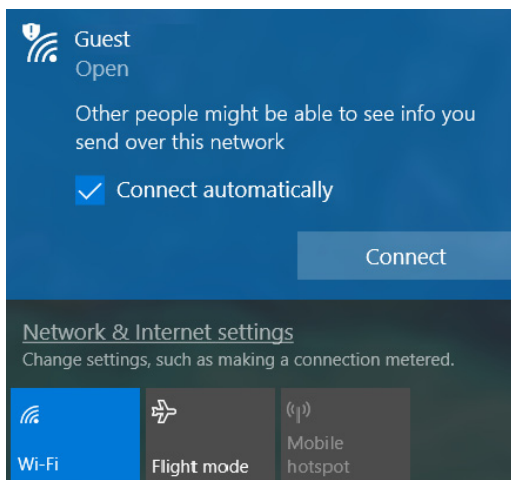 Guest
Open
Other people might be able to see info you
send over this network
Connect automatically
Connect
Network & Internet settings
Change settings, such as making a connection metered.
Wi-Fi
Flight mode
Mobile
hotspot